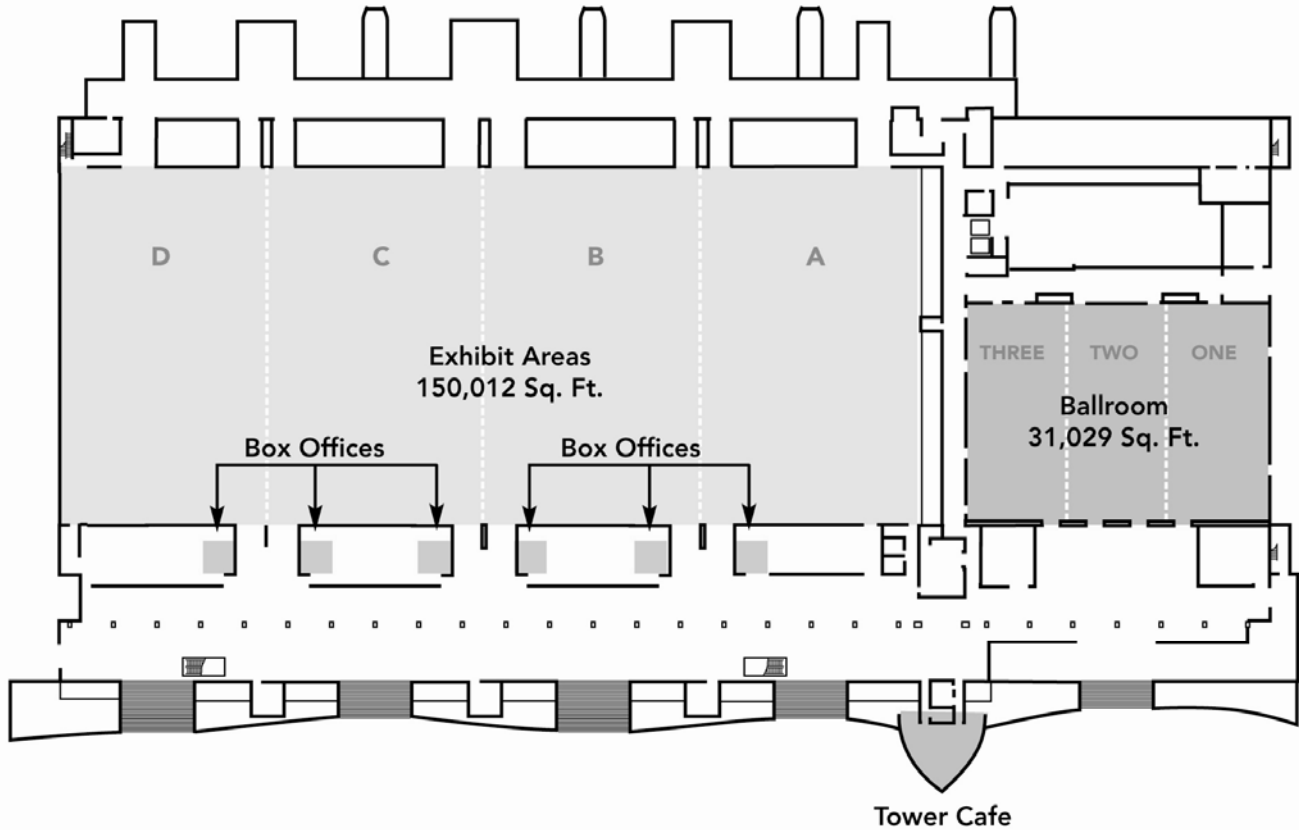 D
C
B
A
Exhibit Areas
150,012 Sq. Ft.
THREE
TWO
ONE
Ballroom
31,029 Sq. Ft.
Box Offices
Box Offices
Tower Cafe